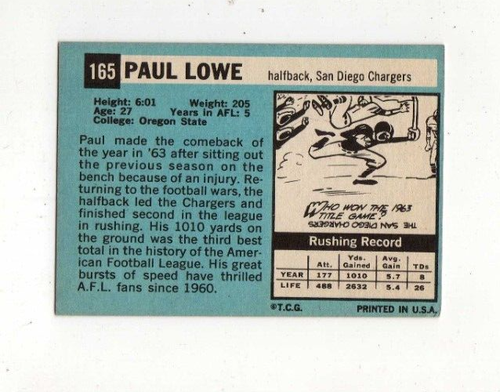 165 PAUL LOWE halfback, San Diego Chargers
Height: 6:01 Weight: 205
Age: 27 Years in AFL: 5
College: Oregon State
Paul made the comeback of
the year in '63 after sitting out
the previous season on the
bench because of an injury. Re-
turning to the football wars, the
halfback led the Chargers and
finished second in the league
in rushing. His 1010 yards on
the ground was the third best
total in the history of the Amer-
ican Football League. His great
bursts of speed have thrilled
A.F.L. fans since 1960.
WHO WON THE 1963
TITLE GAME?
THE SAN DIEGO CHARGERS
Rushing Record
Att. Yds. Gained Avg. Gain TDs
YEAR 177 1010 5.7 8
LIFE 488 2632 5.4 26
©T.C.G. PRINTED IN U.S.A.